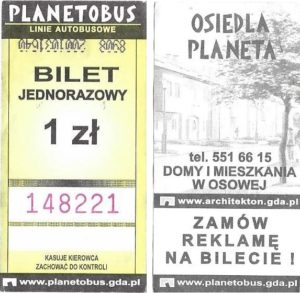 PLANETOBUS
LINIE AUTOBUSOWE
BILET
JEDNORAZOWY
1 zł
148221
KASUJE KIEROWCA
ZACHOWAĆ DO KONTROLI
www.planetobus.gda.pl
OSIEDLA
PLANETA
tel. 551 66 15
DOMY I MIESZKANIA
W OSOWEJ
www.architekton.gda.pl
ZAMÓW
REKLAMĘ
NA BILECIE !
www.planetobus.gda.pl